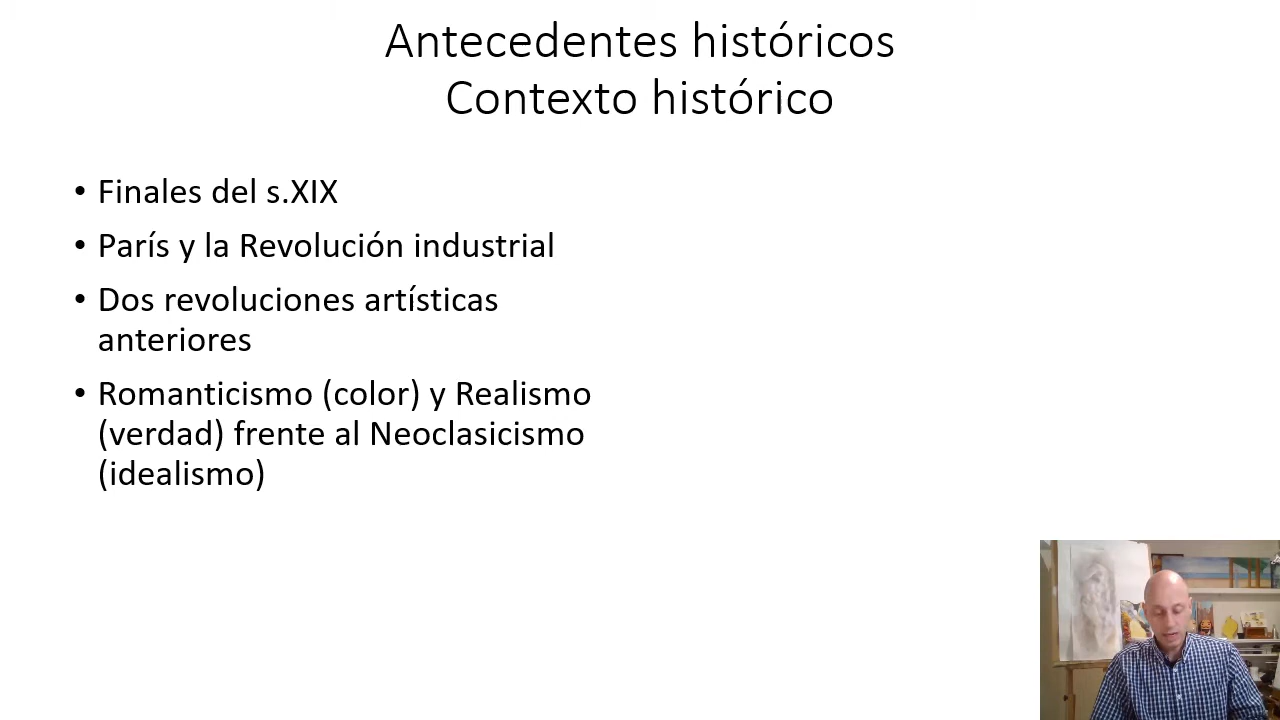 Antecedentes históricos
Contexto histórico
• Finales del s.XIX
• París y la Revolución industrial
• Dos revoluciones artísticas
anteriores
• Romanticismo (color) y Realismo
(verdad) frente al Neoclasicismo
(idealismo)